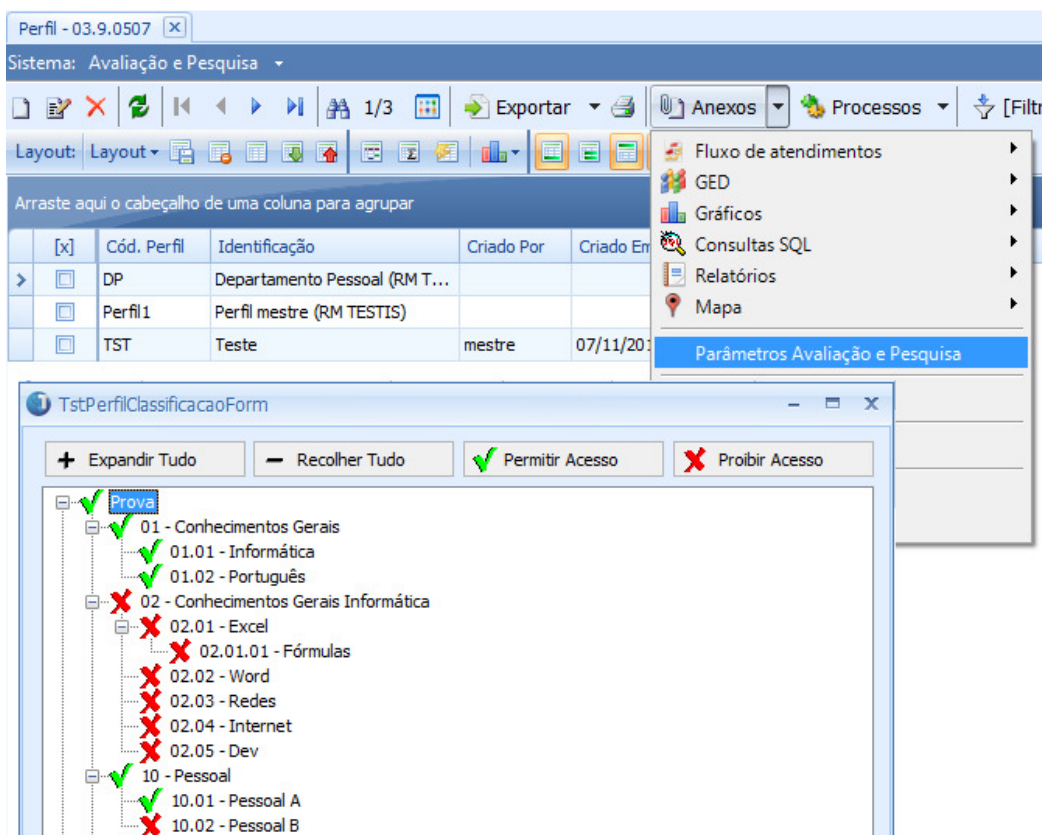 Perfil - 03.9.0507
Sistema: Avaliação e Pesquisa
1/3 Exportar Anexos Processos [Filtr
Layout: Layout
Arraste aqui o cabeçalho de uma coluna para agrupar
[x] Cód. Perfil Identificação Criado Por Criado Em
DP Departamento Pessoal (RM T...
Perfil1 Perfil mestre (RM TESTIS)
TST Teste mestre 07/11/201
Fluxo de atendimentos
GED
Gráficos
Consultas SQL
Relatórios
Mapa
Parâmetros Avaliação e Pesquisa
TstPerfilClassificacaoForm
Expandir Tudo Recolher Tudo Permitir Acesso Proibir Acesso
Prova
01 - Conhecimentos Gerais
01.01 - Informática
01.02 - Português
02 - Conhecimentos Gerais Informática
02.01 - Excel
02.01.01 - Fórmulas
02.02 - Word
02.03 - Redes
02.04 - Internet
02.05 - Dev
10 - Pessoal
10.01 - Pessoal A
10.02 - Pessoal B